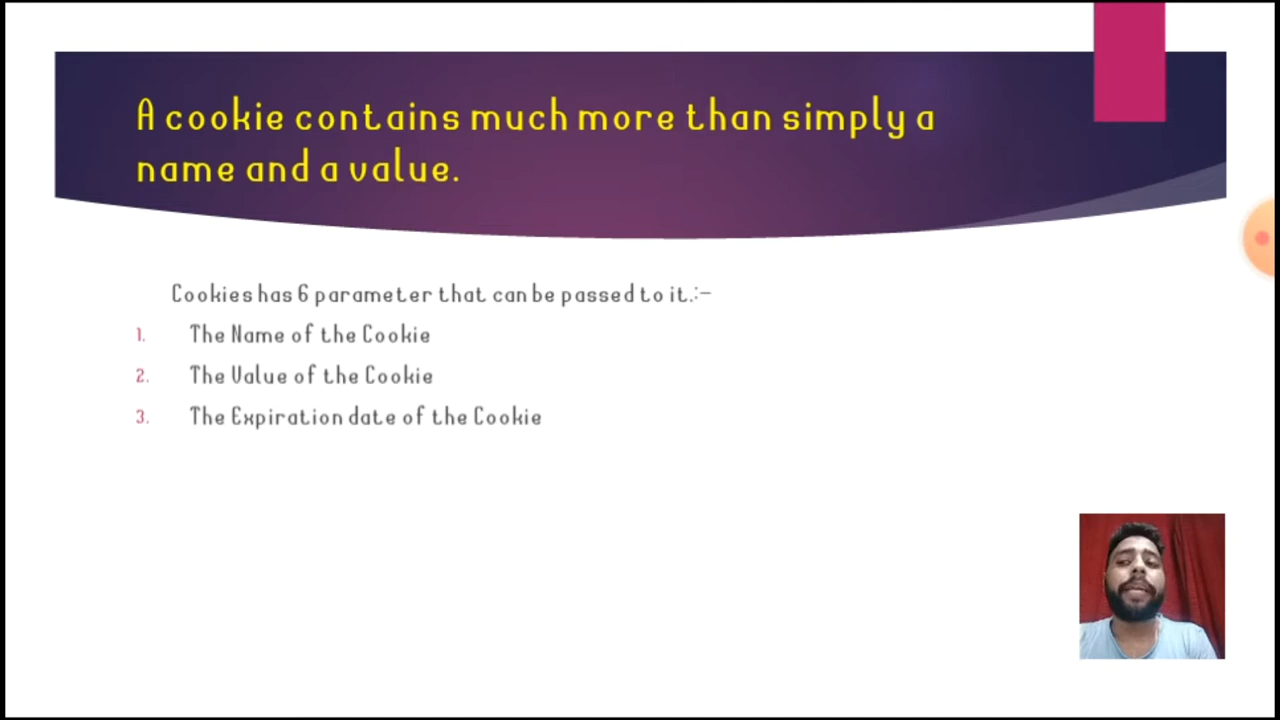 A cookie contains much more than simply a
name and a value.
Cookies has 6 parameter that can be passed to it.:-
1. The Name of the Cookie
2. The Value of the Cookie
3. The Expiration date of the Cookie